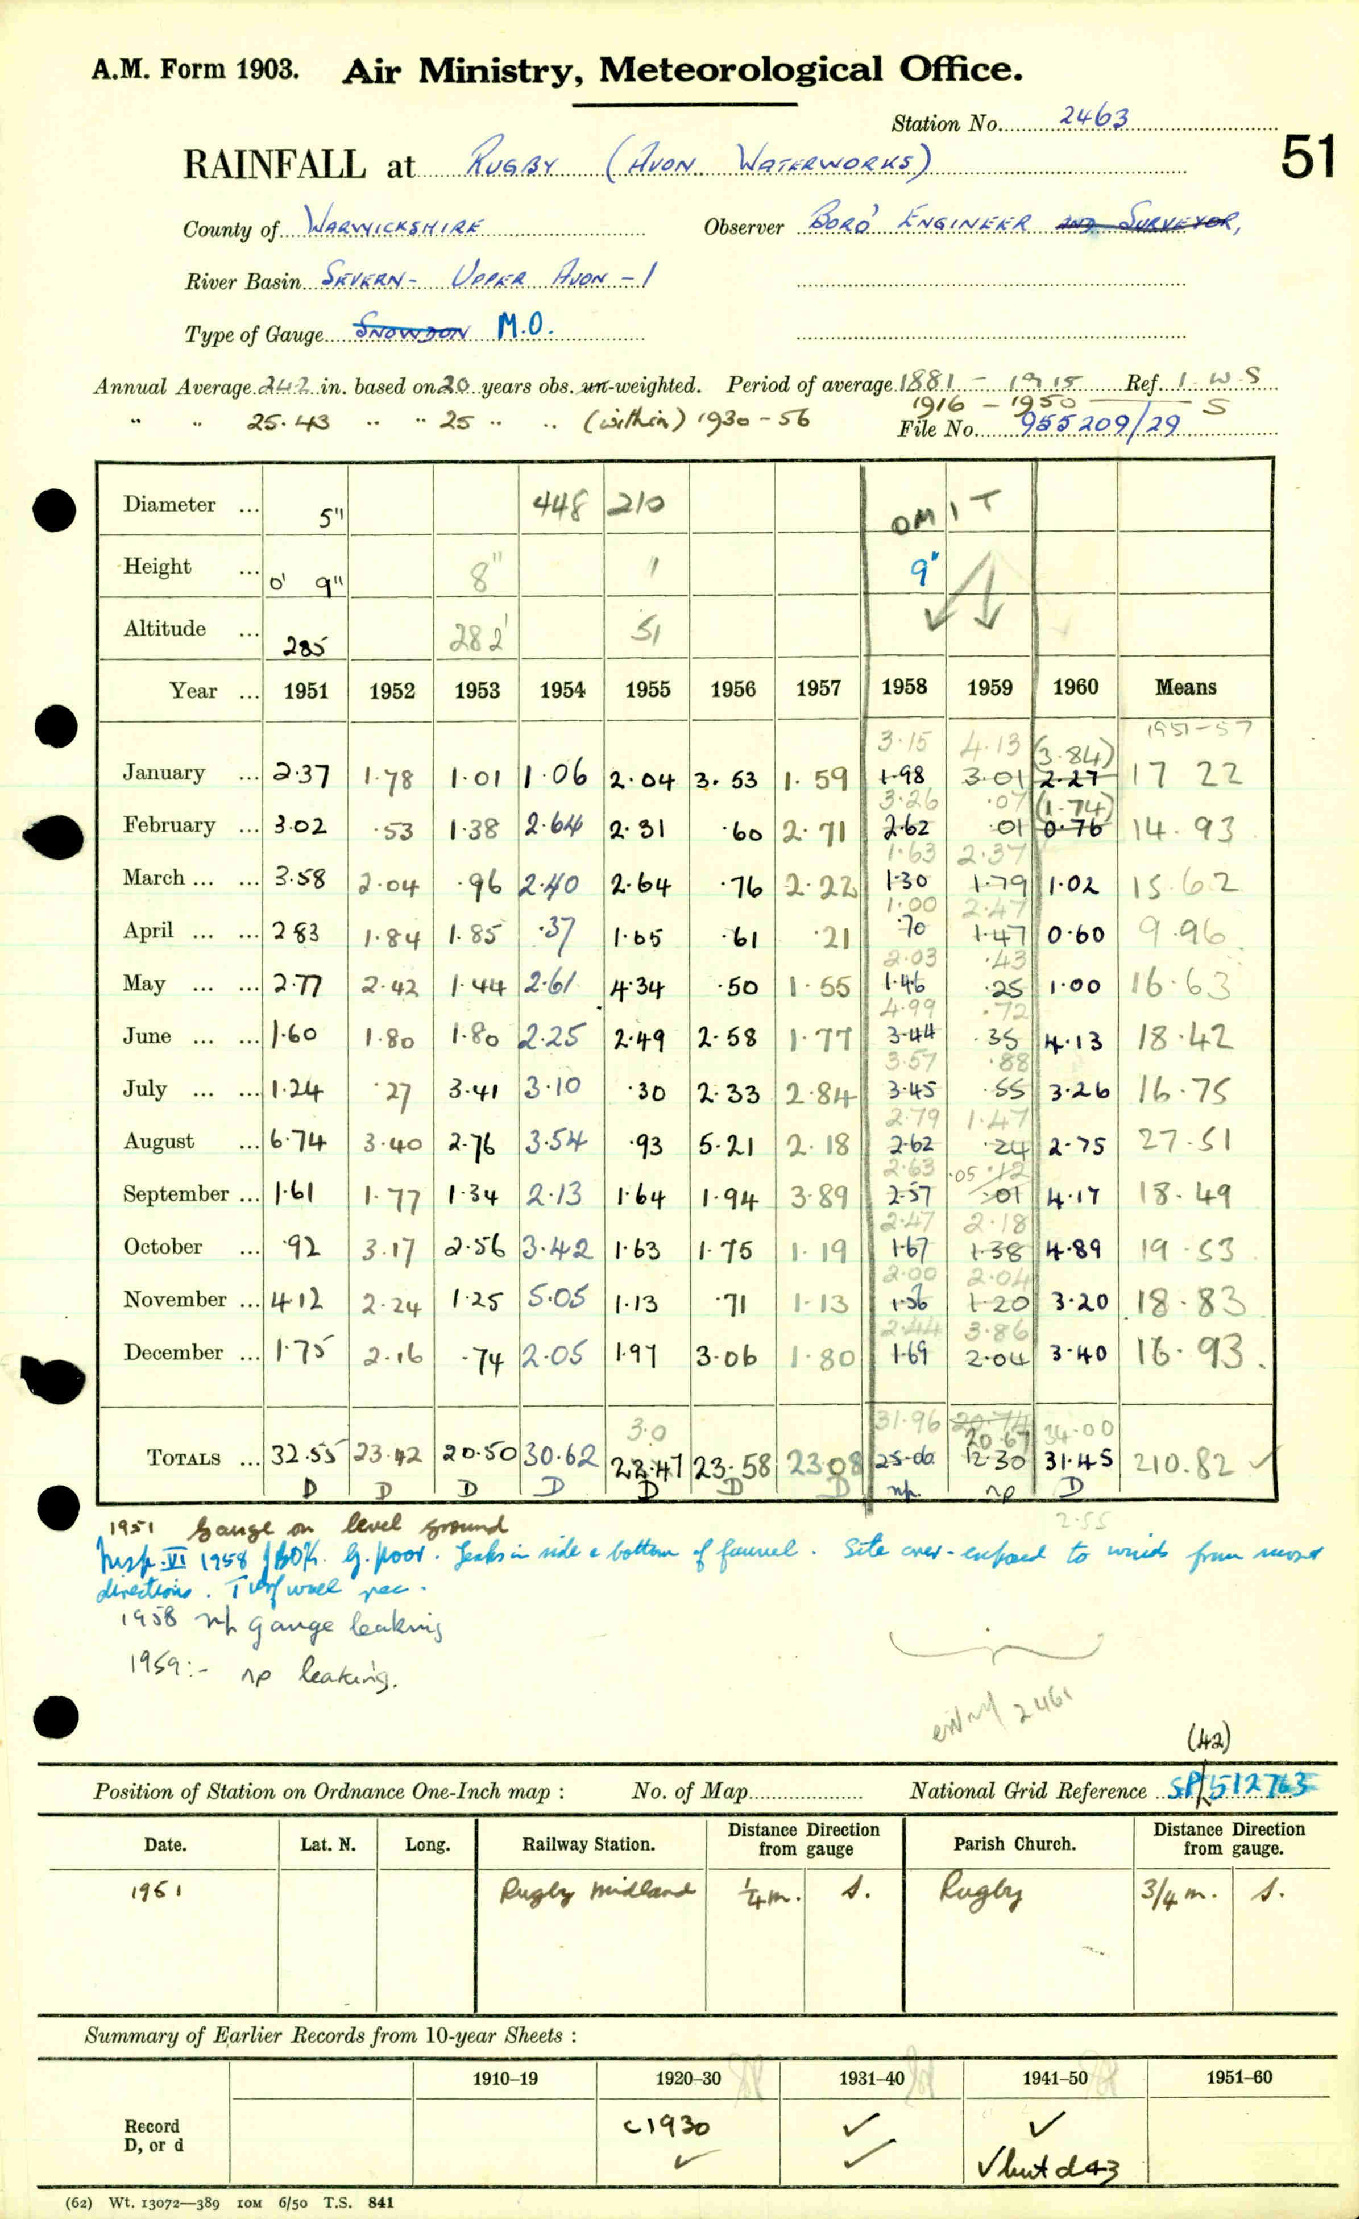 A.M. Form 1903. Air Ministry, Meteorological Office.
Station No. 2463
51
RAINFALL at RUGBY (AVON WATERWORKS)
County of WARWICKSHIRE Observer BORO' ENGINEER AND SURVEYOR,
River Basin SEVERN - UPPER AVON - 1
Type of Gauge SNOWDON M.O.
Annual Average 24.2 in. based on 20 years obs. un-weighted. Period of average 1881 - 1915 Ref. I W S
1916 - 1950 S
" " 25.43 " " 25 " " (within) 1930-56 File No. 955209/29
Diameter ... 5" 448 210 OMIT
Height ... 0' 9" 8" 1 9"
Altitude ... 285 282' 51
Year ... 1951 1952 1953 1954 1955 1956 1957 1958 1959 1960 Means
1951-57
3.15 4.13 (3.84)
January ... 2.37 1.78 1.01 1.06 2.04 3.53 1.59 1.98 3.01 2.27 17 22
3.26 .07 (1.74)
February ... 3.02 .53 1.38 2.64 2.31 .60 2.71 2.62 .01 0.76 14.93
1.63 2.37
March ... ... 3.58 2.04 .96 2.40 2.64 .76 2.22 1.30 1.79 1.02 15.62
1.00 2.47
April ... ... 2 83 1.84 1.85 .37 1.65 .61 .21 .70 1.47 0.60 9.96
2.03 .43
May ... ... 2.77 2.42 1.44 2.61 4.34 .50 1.55 1.46 .25 1.00 16.63
4.99 .72
June ... ... 1.60 1.80 1.80 2.25 2.49 2.58 1.77 3.44 35 4.13 18.42
3.57 .88
July ... ... 1.24 .27 3.41 3.10 .30 2.33 2.84 3.45 .55 3.26 16.75
2.79 1.47
August ... 6.74 3.40 2.76 3.54 .93 5.21 2.18 2.62 .24 2.75 27.51
2.63 .05 .12
September ... 1.61 1.77 1.34 2.13 1.64 1.94 3.89 2.57 .01 4.17 18.49
2.47 2.18
October ... .92 3.17 2.56 3.42 1.63 1.75 1.19 1.67 1.38 4.89 19.53
2.00 2.04
November ... 4 12 2.24 1.25 5.05 1.13 .71 1.13 1.56 1.20 3.20 18.83
2.44 3.86
December ... 1.75 2.16 .74 2.05 1.97 3.06 1.80 1.69 2.04 3.40 16.93.
3.0 31.96 20.74 34.00
20.67
TOTALS ... 32.55 23.42 20.50 30.62 22.47 23.58 23 08 25.06 12.30 31.45 210.82 ✓
D D D D D D D np np D
2.55
1951 Gauge on level ground
Insp. VI 1958 G. poor. Leaks in side & bottom of funnel. Site over-exposed to winds from most
directions. Turf wall rec.
1958 np gauge leaking
1959:- np leaking.
2461
(42)
Position of Station on Ordnance One-Inch map : No. of Map National Grid Reference SP/512763
Date. Lat. N. Long. Railway Station. Distance Direction from gauge Parish Church. Distance Direction from gauge.
1951 Rugby Midland 1/4 m. S. Rugby 3/4 m. S.
Summary of Earlier Records from 10-year Sheets :
1910–19 1920–30 1931–40 1941–50 1951–60
Record c1930 ✓ ✓
D, or d ✓ ✓ ✓ but d 43
(62) Wt. 13072—389 10M 6/50 T.S. 841